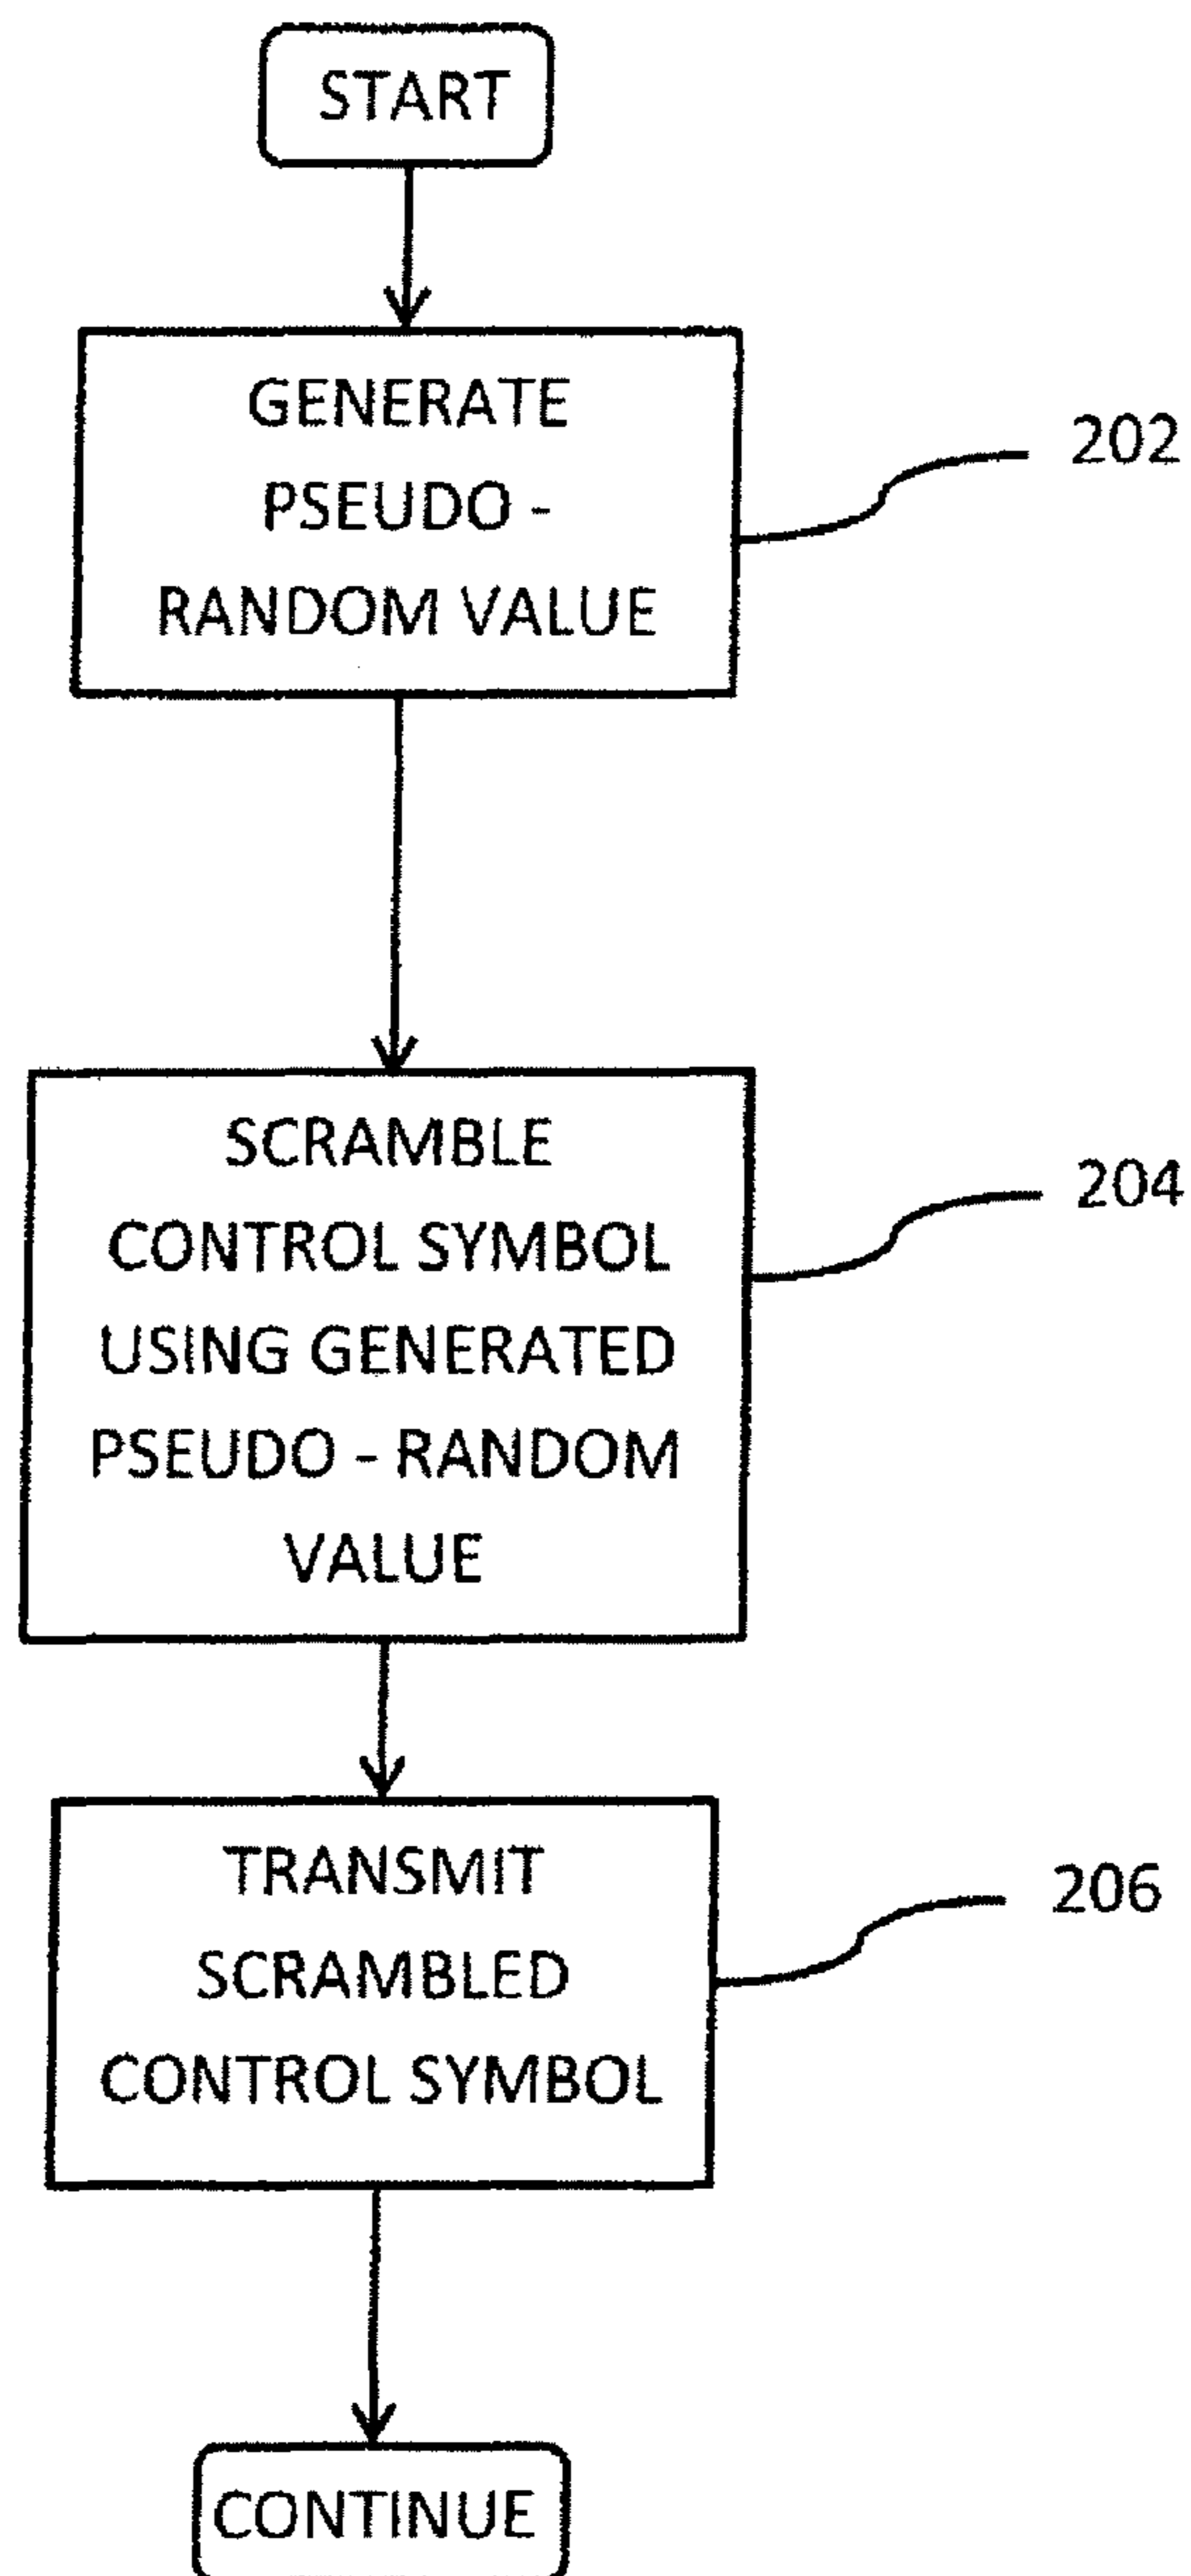 START
GENERATE
PSEUDO -
RANDOM VALUE
202
SCRAMBLE
CONTROL SYMBOL
USING GENERATED
PSEUDO - RANDOM
VALUE
204
TRANSMIT
SCRAMBLED
CONTROL SYMBOL
206
CONTINUE